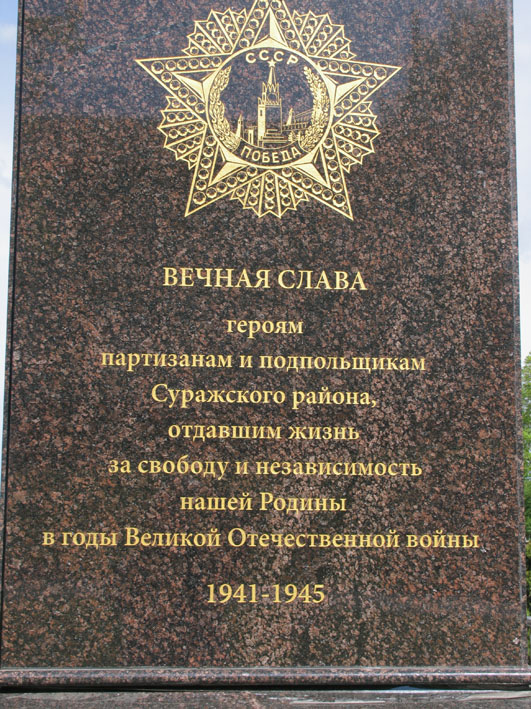 СССР
ПОБЕДА
ВЕЧНАЯ СЛАВА
героям
партизанам и подпольщикам
Суражского района,
отдавшим жизнь
за свободу и независимость
нашей Родины
в годы Великой Отечественной войны
1941-1945